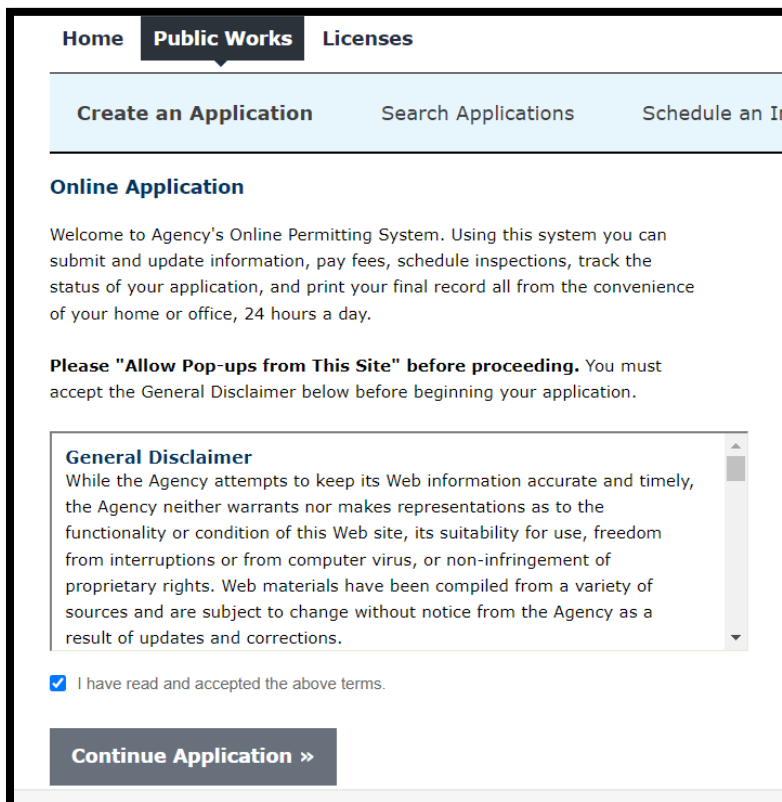 Home Public Works Licenses
Create an Application Search Applications Schedule an
Online Application
Welcome to Agency's Online Permitting System. Using this system you can
submit and update information, pay fees, schedule inspections, track the
status of your application, and print your final record all from the convenience
of your home or office, 24 hours a day.
Please "Allow Pop-ups from This Site" before proceeding. You must
accept the General Disclaimer below before beginning your application.
General Disclaimer
While the Agency attempts to keep its Web information accurate and timely,
the Agency neither warrants nor makes representations as to the
functionality or condition of this Web site, its suitability for use, freedom
from interruptions or from computer virus, or non-infringement of
proprietary rights. Web materials have been compiled from a variety of
sources and are subject to change without notice from the Agency as a
result of updates and corrections.
I have read and accepted the above terms.
Continue Application »